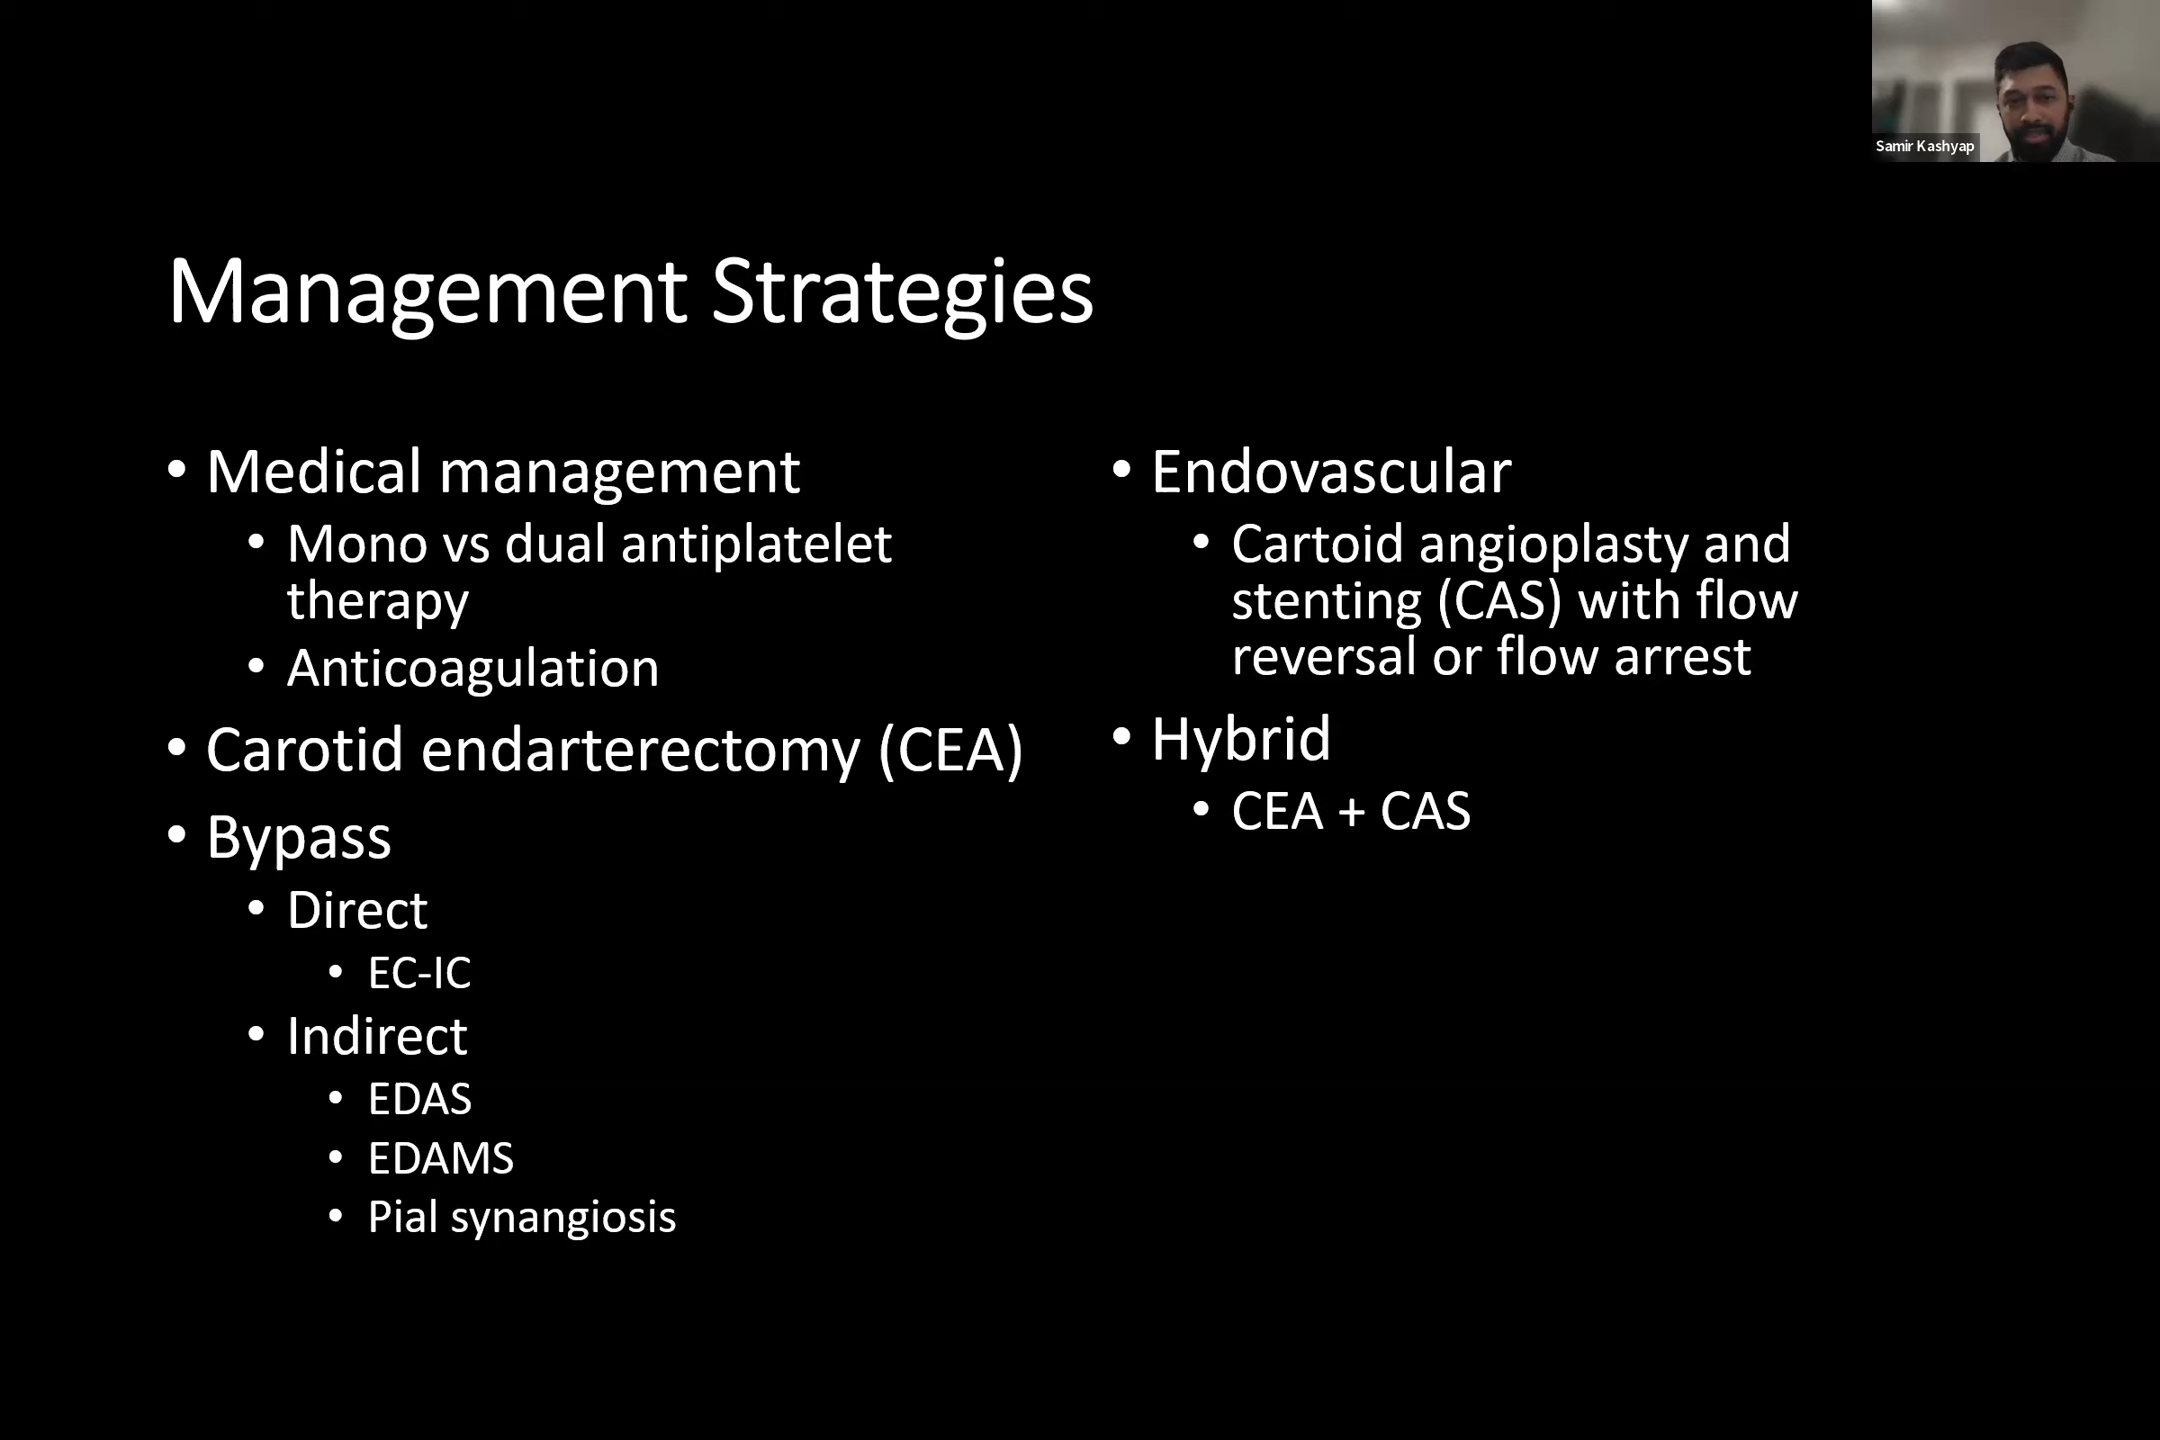 Samir Kashyap
Management Strategies
• Medical management
• Mono vs dual antiplatelet
therapy
• Anticoagulation
• Carotid endarterectomy (CEA)
• Bypass
• Direct
• EC-IC
• Indirect
• EDAS
• EDAMS
• Pial synangiosis
• Endovascular
• Cartoid angioplasty and
stenting (CAS) with flow
reversal or flow arrest
• Hybrid
• CEA + CAS